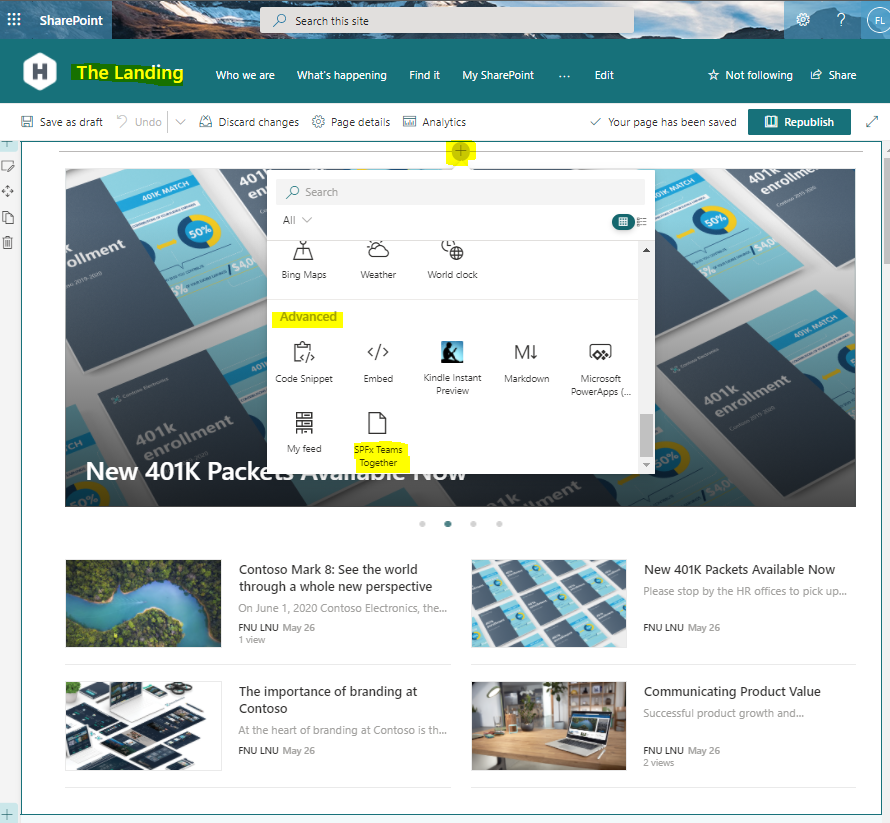 SharePoint
Search this site
?
FL
H
The Landing
Who we are
What's happening
Find it
My SharePoint
...
Edit
Not following
Share
Save as draft
Undo
Discard changes
Page details
Analytics
Your page has been saved
Republish
Search
All
Bing Maps
Weather
World clock
Advanced
Code Snippet
Embed
Kindle Instant
Preview
M↓
Markdown
Microsoft
PowerApps (...
My feed
SPFx Teams
Together
401K MATCH
50%
enrollment
401k
enrollment
New 401K Packets Available Now
Contoso Mark 8: See the world
through a whole new perspective
On June 1, 2020 Contoso Electronics, the...
FNU LNU May 26
1 view
New 401K Packets Available Now
Please stop by the HR offices to pick up...
FNU LNU May 26
The importance of branding at
Contoso
At the heart of branding at Contoso is th...
FNU LNU May 26
Communicating Product Value
Successful product growth and...
FNU LNU May 26
2 views